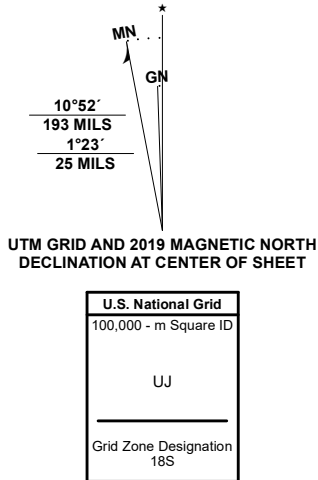 ★
MN
GN
10°52´
193 MILS
1°23´
25 MILS
UTM GRID AND 2019 MAGNETIC NORTH
DECLINATION AT CENTER OF SHEET
U.S. National Grid
100,000 - m Square ID
UJ
Grid Zone Designation
18S